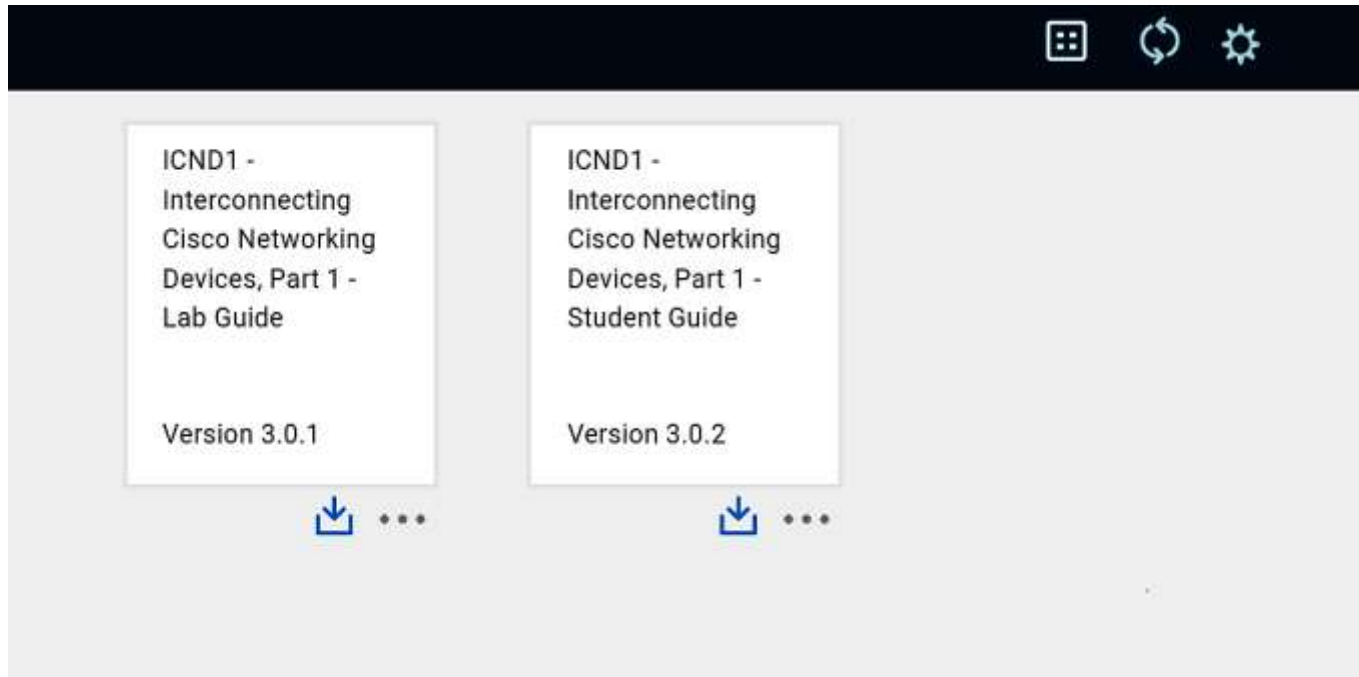 ICND1 -
Interconnecting
Cisco Networking
Devices, Part 1 -
Lab Guide
Version 3.0.1
ICND1 -
Interconnecting
Cisco Networking
Devices, Part 1 -
Student Guide
Version 3.0.2